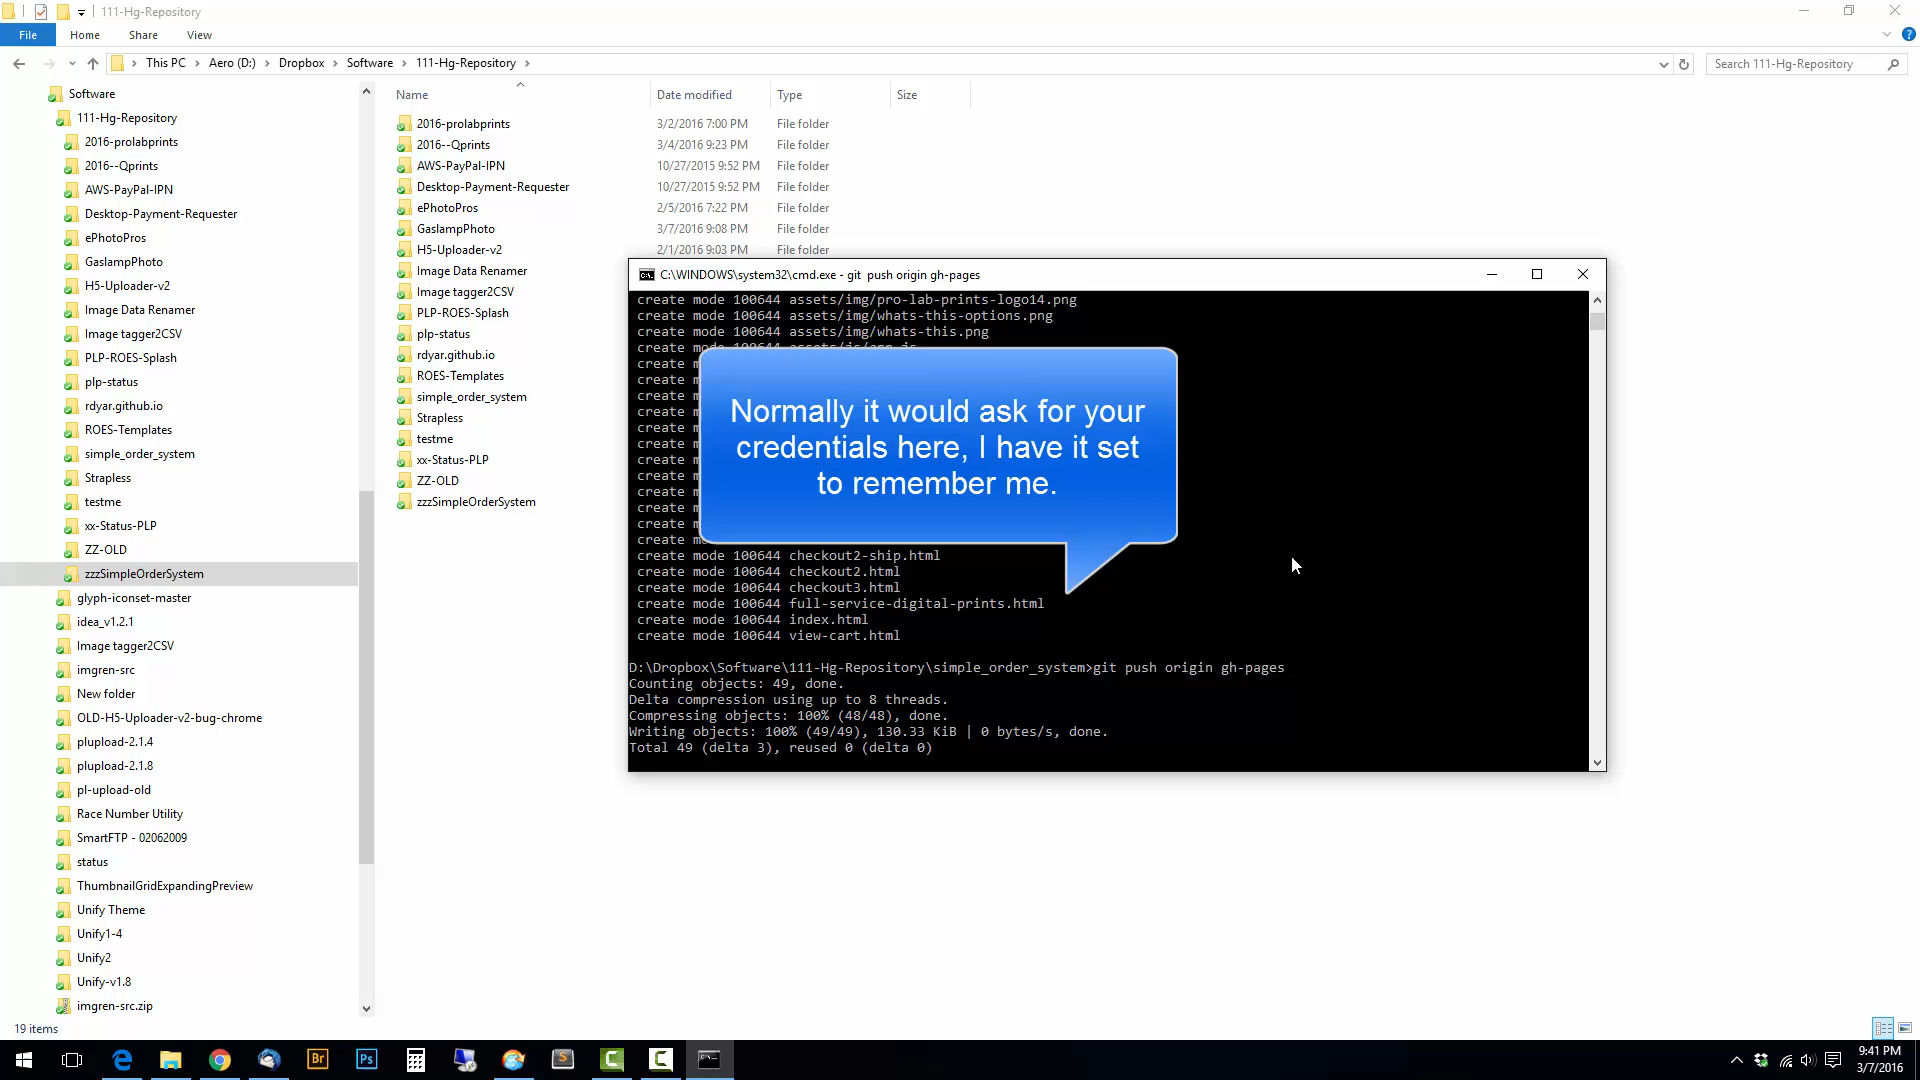 111-Hg-Repository
File
Home
Share
View
This PC
Aero (D:)
Dropbox
Software
111-Hg-Repository
Search 111-Hg-Repository
Software
111-Hg-Repository
2016-prolabprints
2016--Qprints
AWS-PayPal-IPN
Desktop-Payment-Requester
ePhotoPros
GaslampPhoto
H5-Uploader-v2
Image Data Renamer
Image tagger2CSV
PLP-ROES-Splash
plp-status
rdyar.github.io
ROES-Templates
simple_order_system
Strapless
testme
xx-Status-PLP
ZZ-OLD
zzzSimpleOrderSystem
glyph-iconset-master
idea_v1.2.1
Image tagger2CSV
imgren-src
New folder
OLD-H5-Uploader-v2-bug-chrome
plupload-2.1.4
plupload-2.1.8
pl-upload-old
Race Number Utility
SmartFTP - 02062009
status
ThumbnailGridExpandingPreview
Unify Theme
Unify1-4
Unify2
Unify-v1.8
imgren-src.zip
Name Date modified Type Size
2016-prolabprints 3/2/2016 7:00 PM File folder
2016--Qprints 3/4/2016 9:23 PM File folder
AWS-PayPal-IPN 10/27/2015 9:52 PM File folder
Desktop-Payment-Requester 10/27/2015 9:52 PM File folder
ePhotoPros 2/5/2016 7:22 PM File folder
GaslampPhoto 3/7/2016 9:08 PM File folder
H5-Uploader-v2 2/1/2016 9:03 PM File folder
Image Data Renamer
Image tagger2CSV
PLP-ROES-Splash
plp-status
rdyar.github.io
ROES-Templates
simple_order_system
Strapless
testme
xx-Status-PLP
ZZ-OLD
zzzSimpleOrderSystem
C:\WINDOWS\system32\cmd.exe - git push origin gh-pages
create mode 100644 assets/img/pro-lab-prints-logo14.png
create mode 100644 assets/img/whats-this-options.png
create mode 100644 assets/img/whats-this.png
create
create
create
create
create
create
create
create
create
create
create
create
create
create mode 100644 checkout2-ship.html
create mode 100644 checkout2.html
create mode 100644 checkout3.html
create mode 100644 full-service-digital-prints.html
create mode 100644 index.html
create mode 100644 view-cart.html
Normally it would ask for your
credentials here, I have it set
to remember me.
D:\Dropbox\Software\111-Hg-Repository\simple_order_system>git push origin gh-pages
Counting objects: 49, done.
Delta compression using up to 8 threads.
Compressing objects: 100% (48/48), done.
Writing objects: 100% (49/49), 130.33 KiB | 0 bytes/s, done.
Total 49 (delta 3), reused 0 (delta 0)
19 items
Br
Ps
9:41 PM
3/7/2016